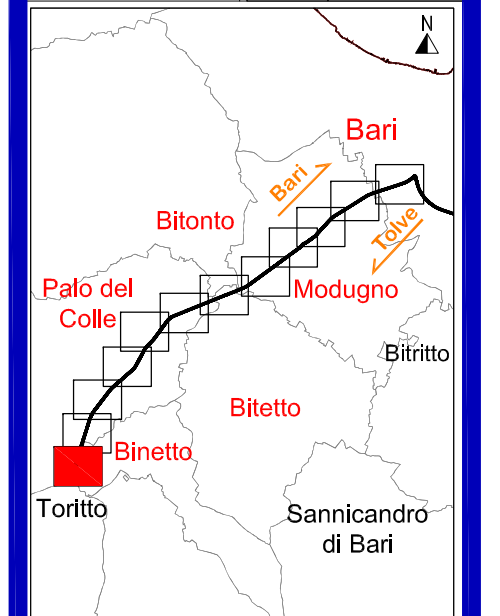 N
Bari
Bari
Bitonto
Tolve
Palo del
Colle
Modugno
Bitritto
Bitetto
Binetto
Toritto
Sannicandro
di Bari